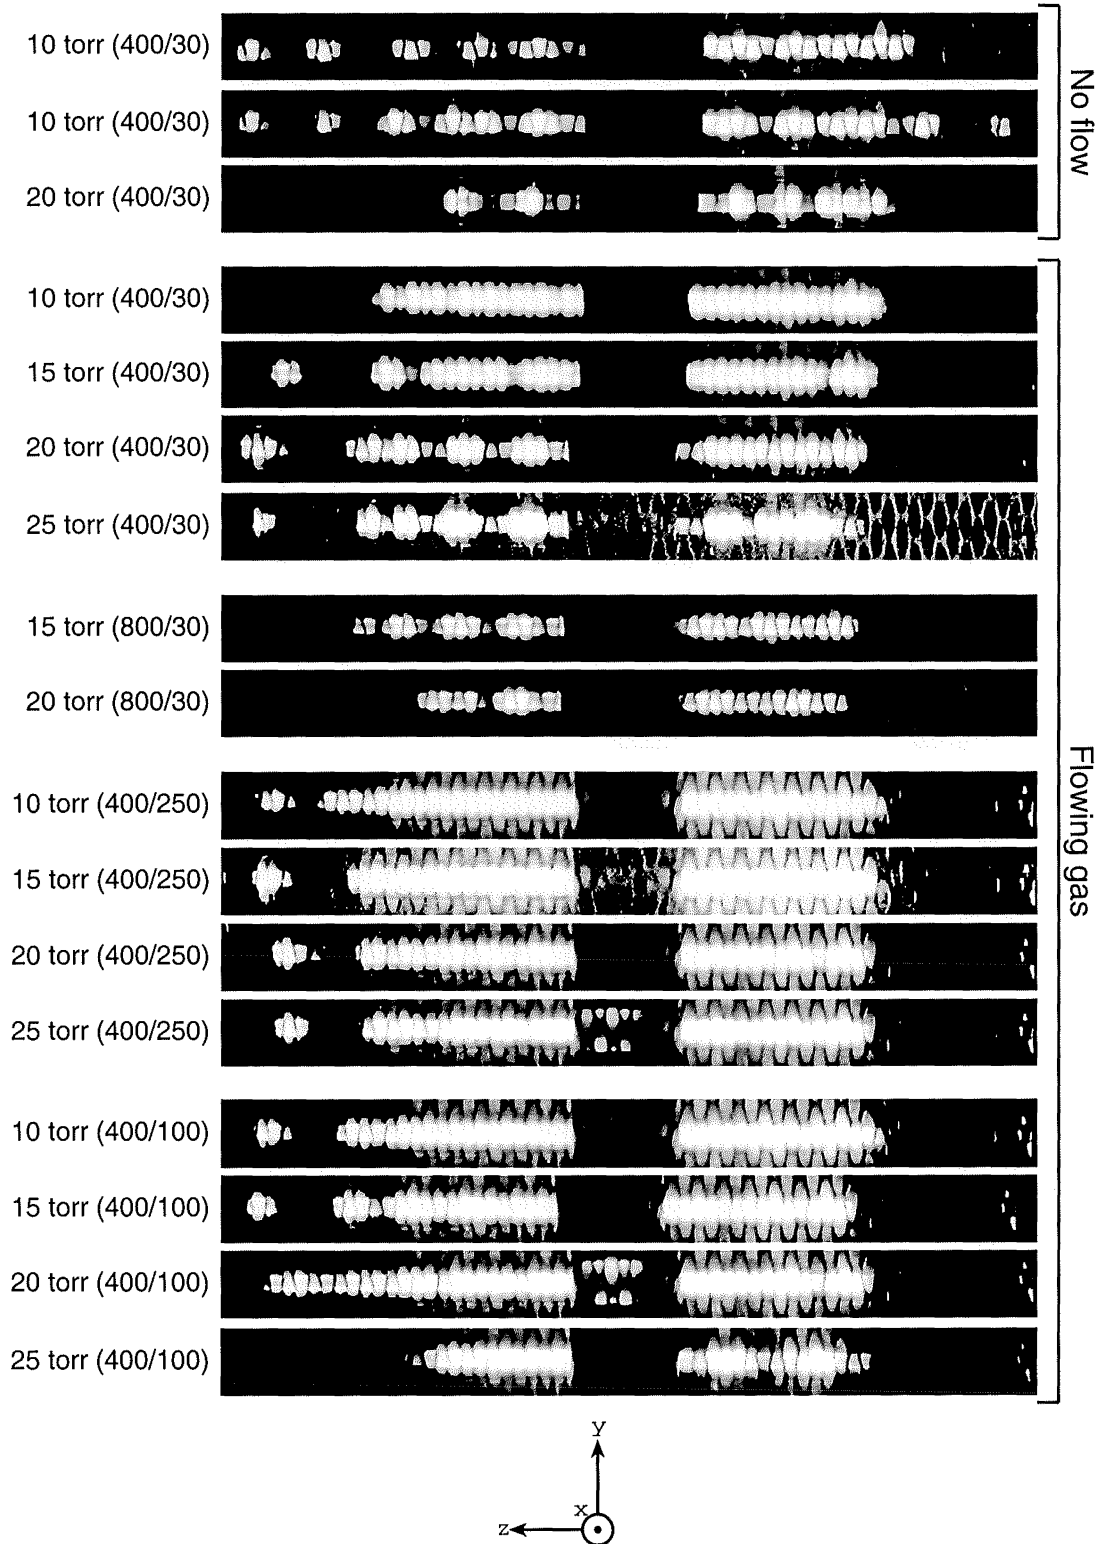 10 torr (400/30)
10 torr (400/30)
20 torr (400/30)
No flow
10 torr (400/30)
15 torr (400/30)
20 torr (400/30)
25 torr (400/30)
15 torr (800/30)
20 torr (800/30)
10 torr (400/250)
15 torr (400/250)
20 torr (400/250)
25 torr (400/250)
10 torr (400/100)
15 torr (400/100)
20 torr (400/100)
25 torr (400/100)
Flowing gas
y
x
z